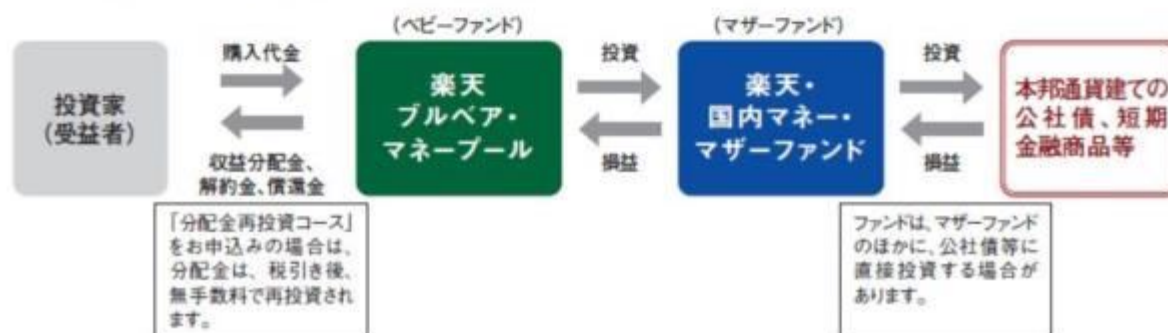 (ベビーファンド)
(マザーファンド)
購入代金
投資
投資
投資家
(受益者)
楽天
ブルベア・
マネープール
楽天・
国内マネー・
マザーファンド
本邦通貨建ての
公社債、短期
金融商品等
収益分配金、
解約金、償還金
損益
損益
「分配金再投資コース」
をお申込みの場合は、
分配金は、税引き後、
無手数料で再投資され
ます。
ファンドは、マザーファンド
のほかに、公社債等に
直接投資する場合が
あります。